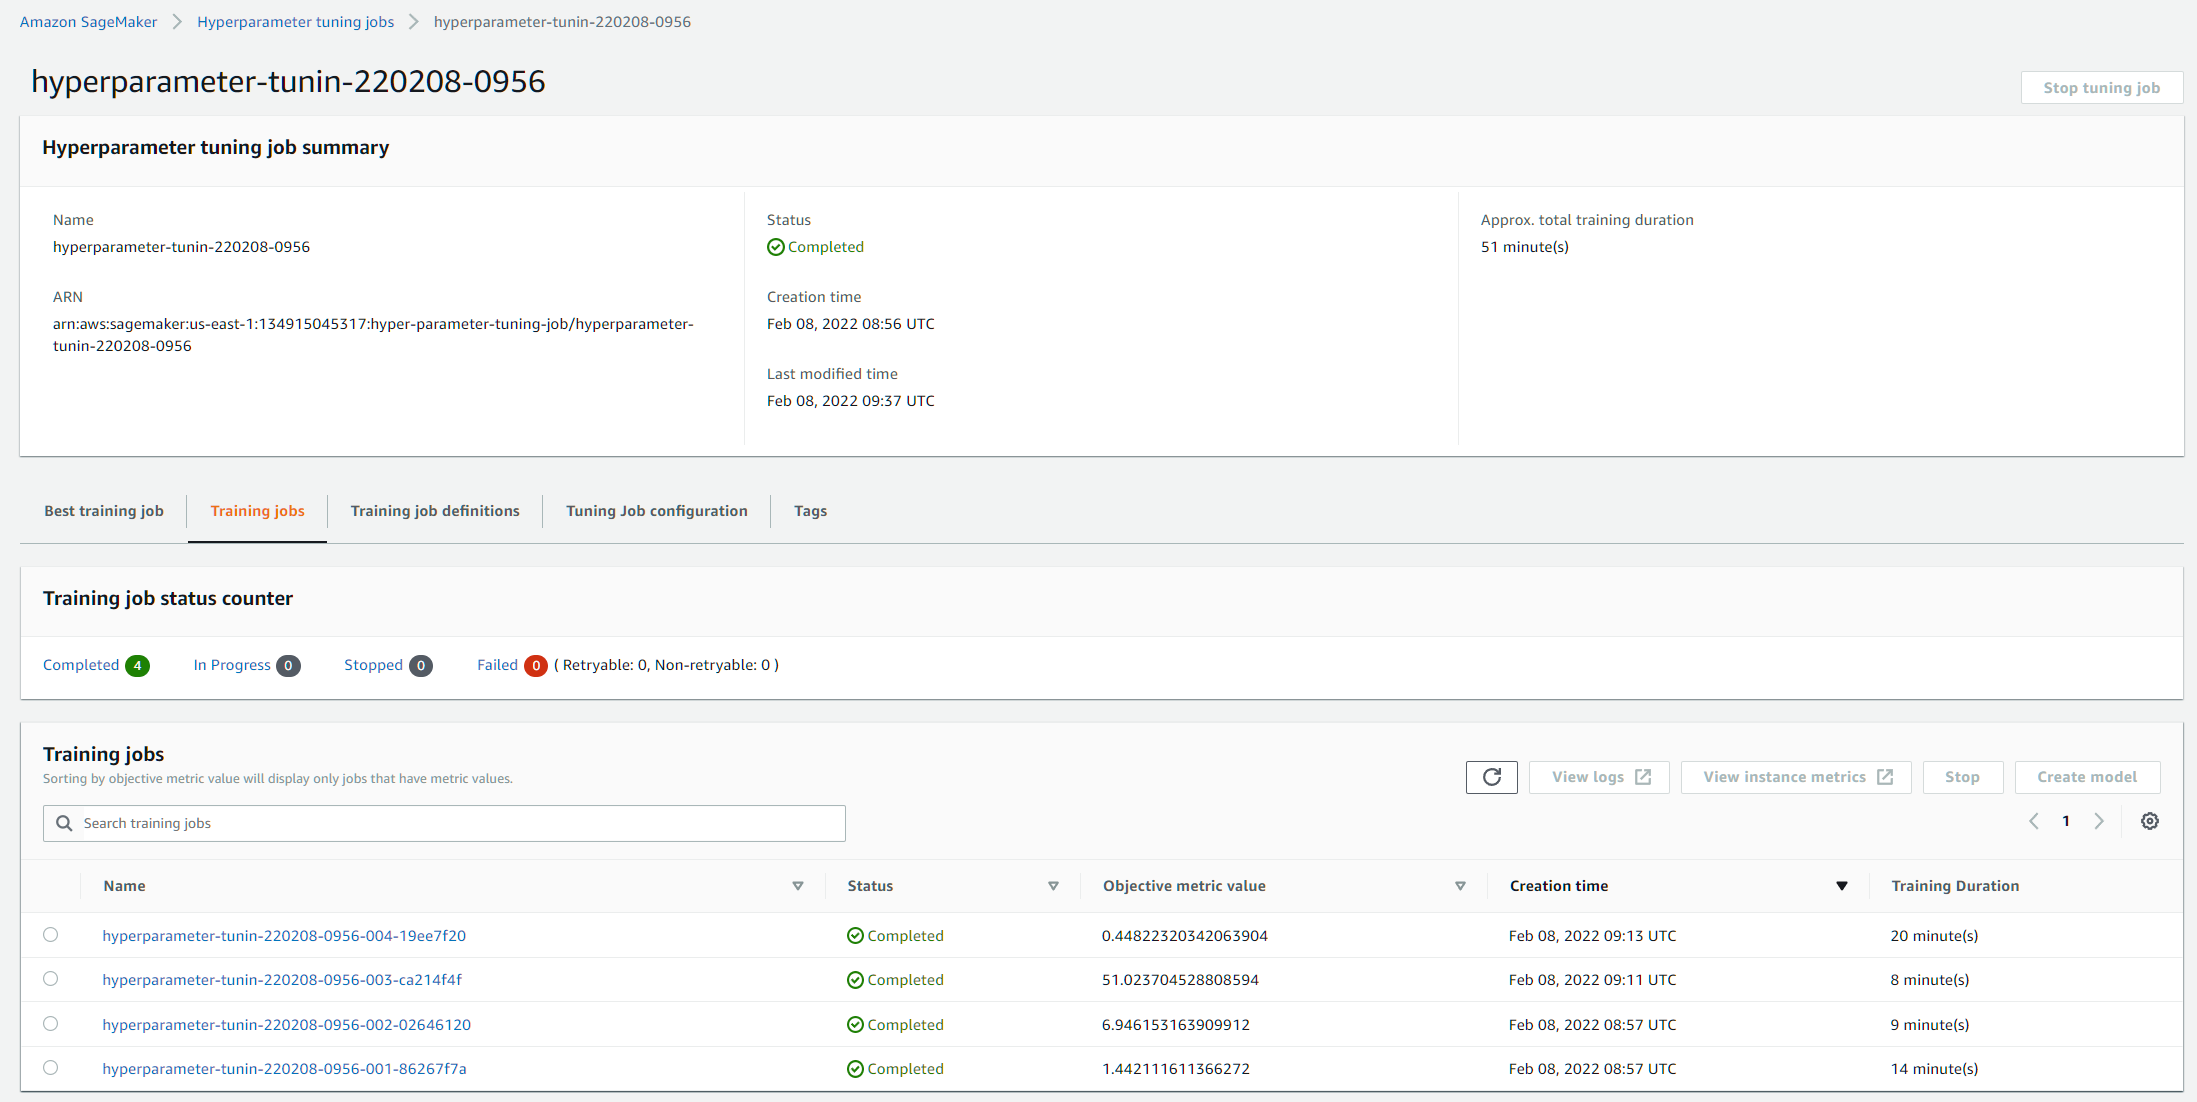 Amazon SageMaker > Hyperparameter tuning jobs > hyperparameter-tunin-220208-0956
hyperparameter-tunin-220208-0956
Stop tuning job
Hyperparameter tuning job summary
Name
hyperparameter-tunin-220208-0956
ARN
arn:aws:sagemaker:us-east-1:134915045317:hyper-parameter-tuning-job/hyperparameter-
tunin-220208-0956
Status
Completed
Creation time
Feb 08, 2022 08:56 UTC
Last modified time
Feb 08, 2022 09:37 UTC
Approx. total training duration
51 minute(s)
Best training job Training jobs Training job definitions Tuning Job configuration Tags
Training job status counter
Completed 4 In Progress 0 Stopped 0 Failed 0 ( Retryable: 0, Non-retryable: 0 )
Training jobs
Sorting by objective metric value will display only jobs that have metric values.
View logs View instance metrics Stop Create model
Search training jobs
1
Name Status Objective metric value Creation time Training Duration
hyperparameter-tunin-220208-0956-004-19ee7f20 Completed 0.44822320342063904 Feb 08, 2022 09:13 UTC 20 minute(s)
hyperparameter-tunin-220208-0956-003-ca214f4f Completed 51.023704528808594 Feb 08, 2022 09:11 UTC 8 minute(s)
hyperparameter-tunin-220208-0956-002-02646120 Completed 6.946153163909912 Feb 08, 2022 08:57 UTC 9 minute(s)
hyperparameter-tunin-220208-0956-001-86267f7a Completed 1.442111611366272 Feb 08, 2022 08:57 UTC 14 minute(s)